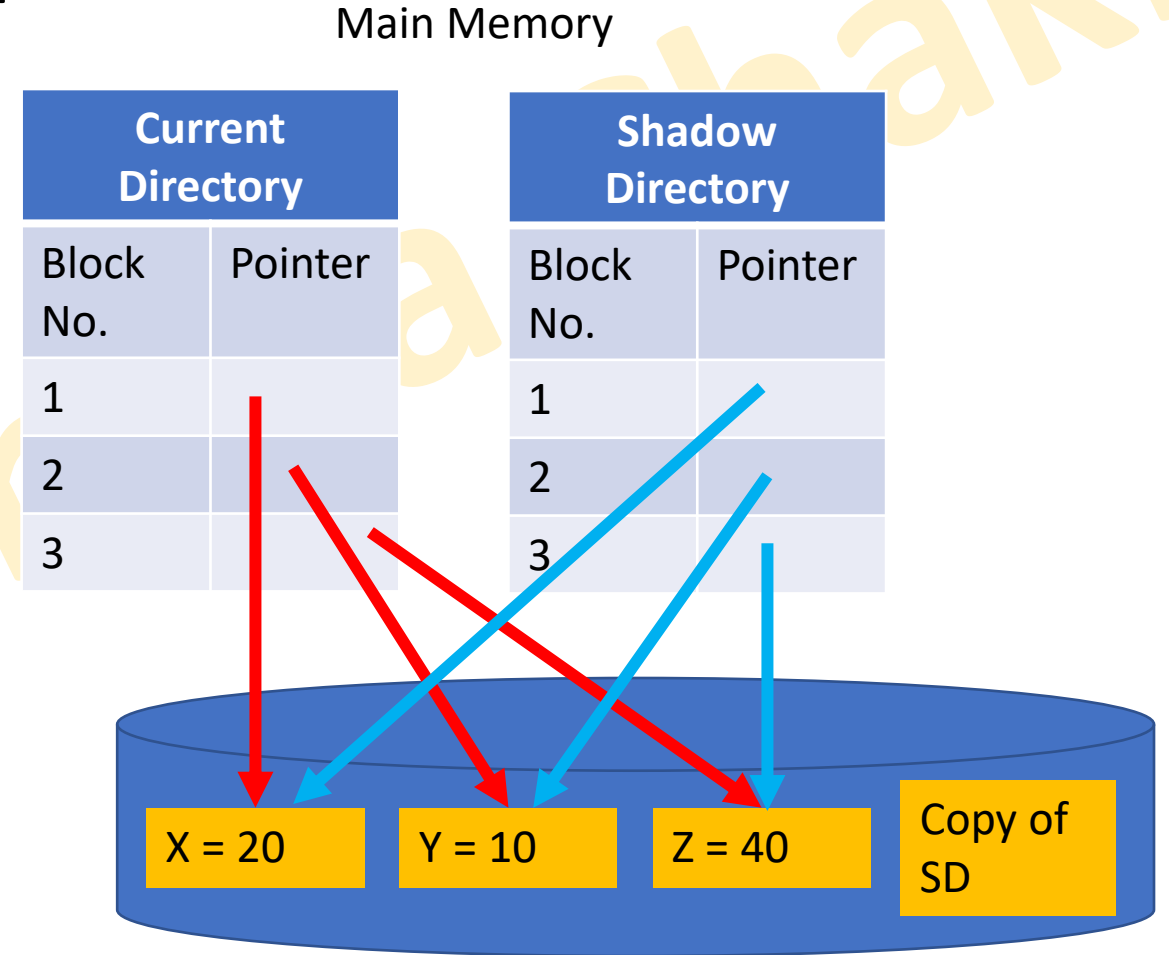 Main Memory
Current
Directory
Block
No.
Pointer
1
2
3
Shadow
Directory
Block
No.
Pointer
1
2
3
X = 20
Y = 10
Z = 40
Copy of
SD